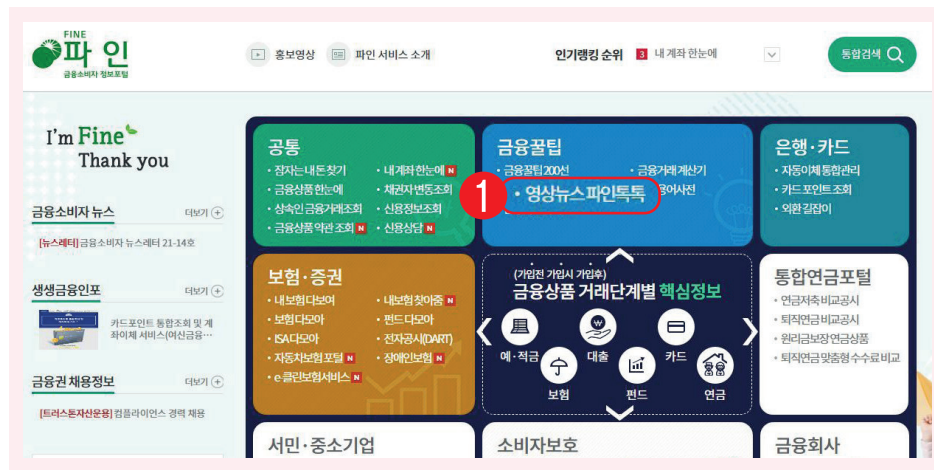 FINE
파인
금융소비자 정보포털
홍보영상
파인 서비스 소개
인기랭킹 순위 3 내 계좌 한눈에
통합검색
I'm Fine
Thank you
금융소비자 뉴스 더보기
[뉴스레터] 금융소비자 뉴스레터 21-14호
생생금융인포 더보기
카드포인트 통합조회 및 계
좌이체 서비스(여신금융…
금융권 채용정보 더보기
[트러스톤자산운용] 컴플라이언스 경력 채용
공통
· 잠자는 내 돈 찾기
· 내 계좌 한눈에 N
· 금융상품 한눈에
· 채권자 변동조회
· 상속인 금융거래조회
· 신용정보조회
· 금융상품 약관 조회 N
· 신용상담 N
금융꿀팁
· 금융꿀팁 200선
· 금융거래 계산기
1
· 영상뉴스 파인톡톡
용어사전
은행·카드
· 자동이체 통합관리
· 카드 포인트 조회
· 외환 길잡이
보험·증권
· 내 보험 다보여
· 내보험 찾아줌 N
· 보험다모아
· 펀드다모아
· ISA다모아
· 전자공시(DART)
· 자동차보험 포털 N
· 장애인보험 N
· e 클린보험서비스 N
(가입전 가입시 가입후)
금융상품 거래단계별 핵심정보
예·적금
대출
카드
보험
펀드
연금
통합연금포털
· 연금저축 비교공시
· 퇴직연금 비교공시
· 원리금보장 연금상품
· 퇴직연금 맞춤형 수수료 비교
서민·중소기업
소비자보호
금융회사